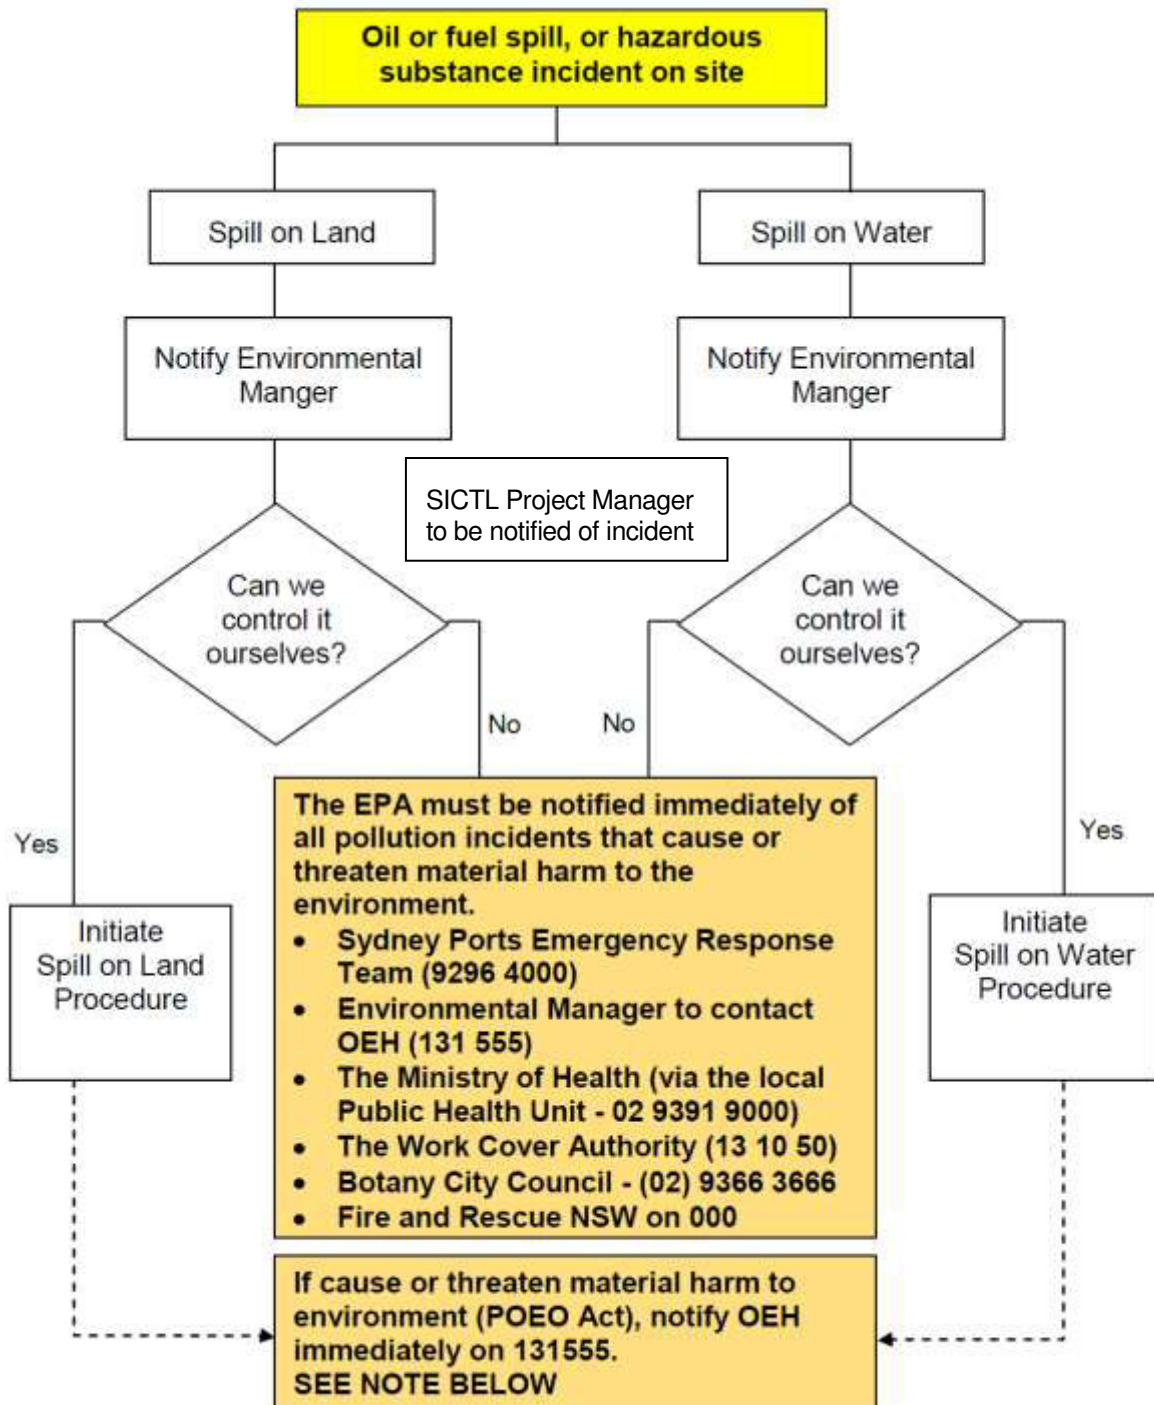 Oil or fuel spill, or hazardous
substance incident on site
Spill on Land
Spill on Water
Notify Environmental
Manger
Notify Environmental
Manger
SICTL Project Manager
to be notified of incident
Can we
control it
ourselves?
Can we
control it
ourselves?
No
No
Yes
Yes
The EPA must be notified immediately of
all pollution incidents that cause or
threaten material harm to the
environment.
• Sydney Ports Emergency Response
Team (9296 4000)
• Environmental Manager to contact
OEH (131 555)
• The Ministry of Health (via the local
Public Health Unit - 02 9391 9000)
• The Work Cover Authority (13 10 50)
• Botany City Council - (02) 9366 3666
• Fire and Rescue NSW on 000
Initiate
Spill on Land
Procedure
Initiate
Spill on Water
Procedure
If cause or threaten material harm to
environment (POEO Act), notify OEH
immediately on 131555.
SEE NOTE BELOW